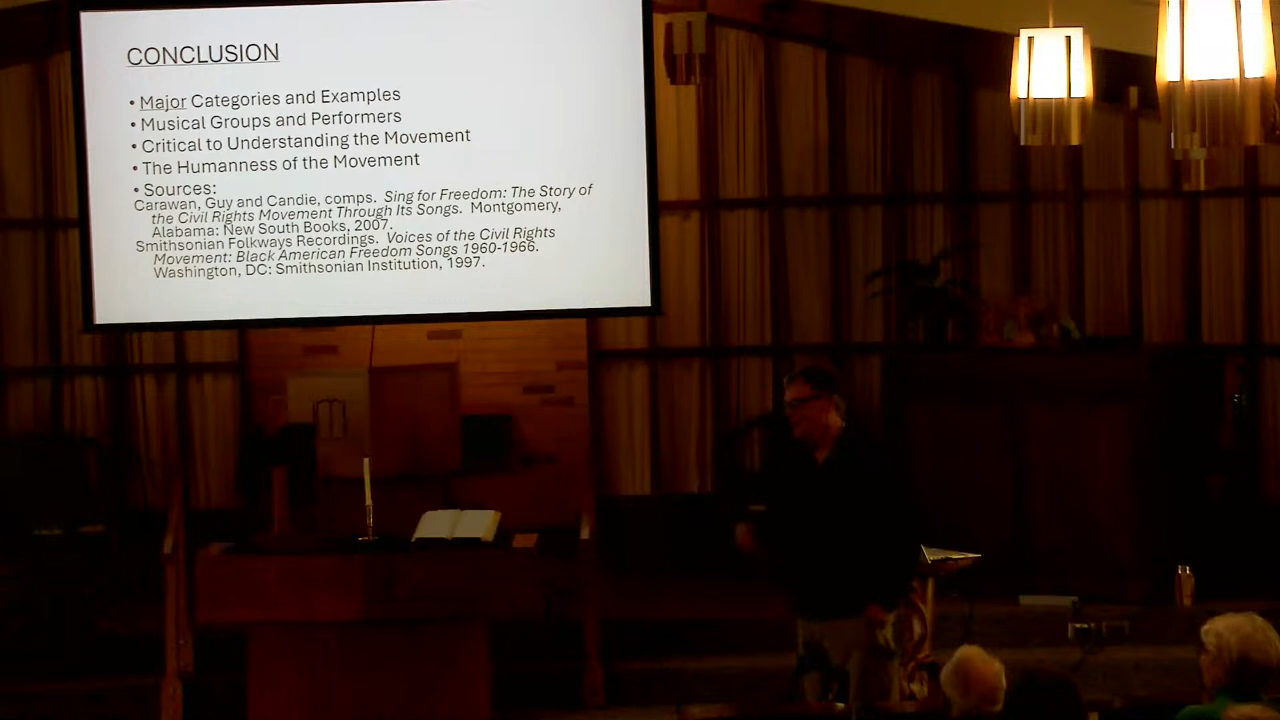 CONCLUSION
• Major Categories and Examples
• Musical Groups and Performers
• Critical to Understanding the Movement
• The Humanness of the Movement
• Sources:
Carawan, Guy and Candie, comps. Sing for Freedom: The Story of
the Civil Rights Movement Through Its Songs. Montgomery,
Alabama: New South Books, 2007.
Smithsonian Folkways Recordings. Voices of the Civil Rights
Movement: Black American Freedom Songs 1960-1966.
Washington, DC: Smithsonian Institution, 1997.